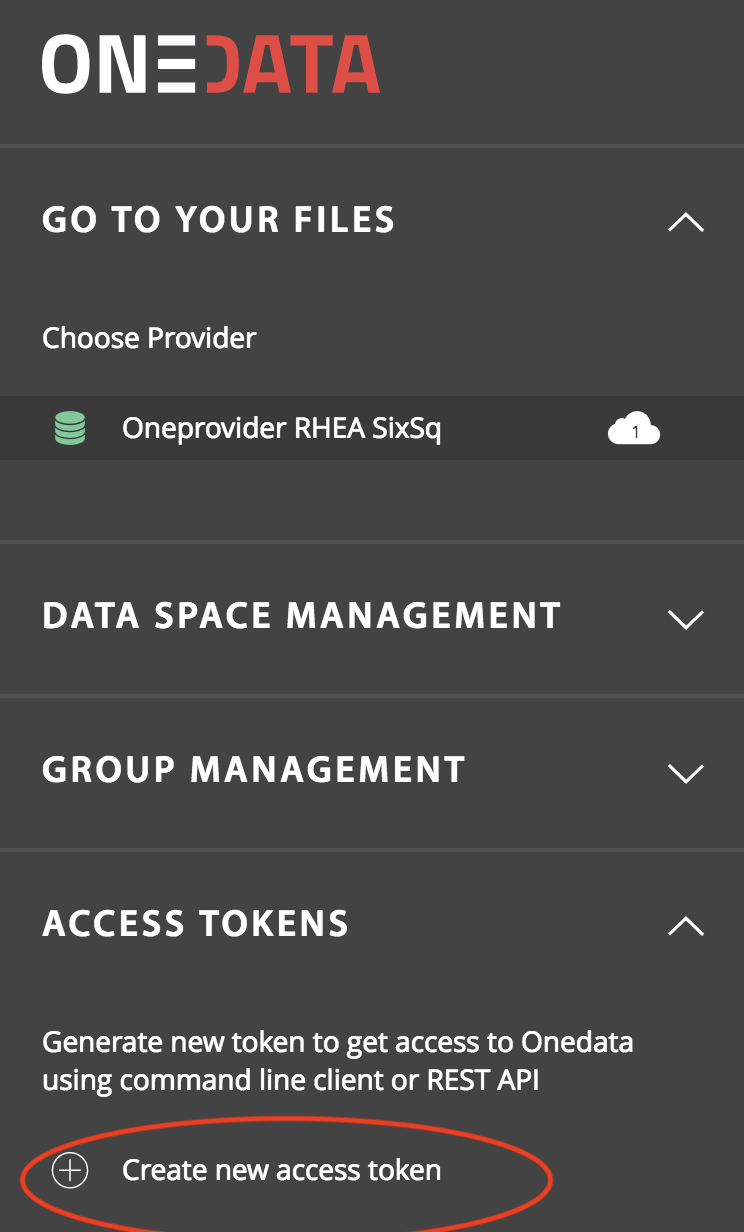 ONEDATA
GO TO YOUR FILES
Choose Provider
Oneprovider RHEA SixSq
1
DATA SPACE MANAGEMENT
GROUP MANAGEMENT
ACCESS TOKENS
Generate new token to get access to Onedata
using command line client or REST API
Create new access token